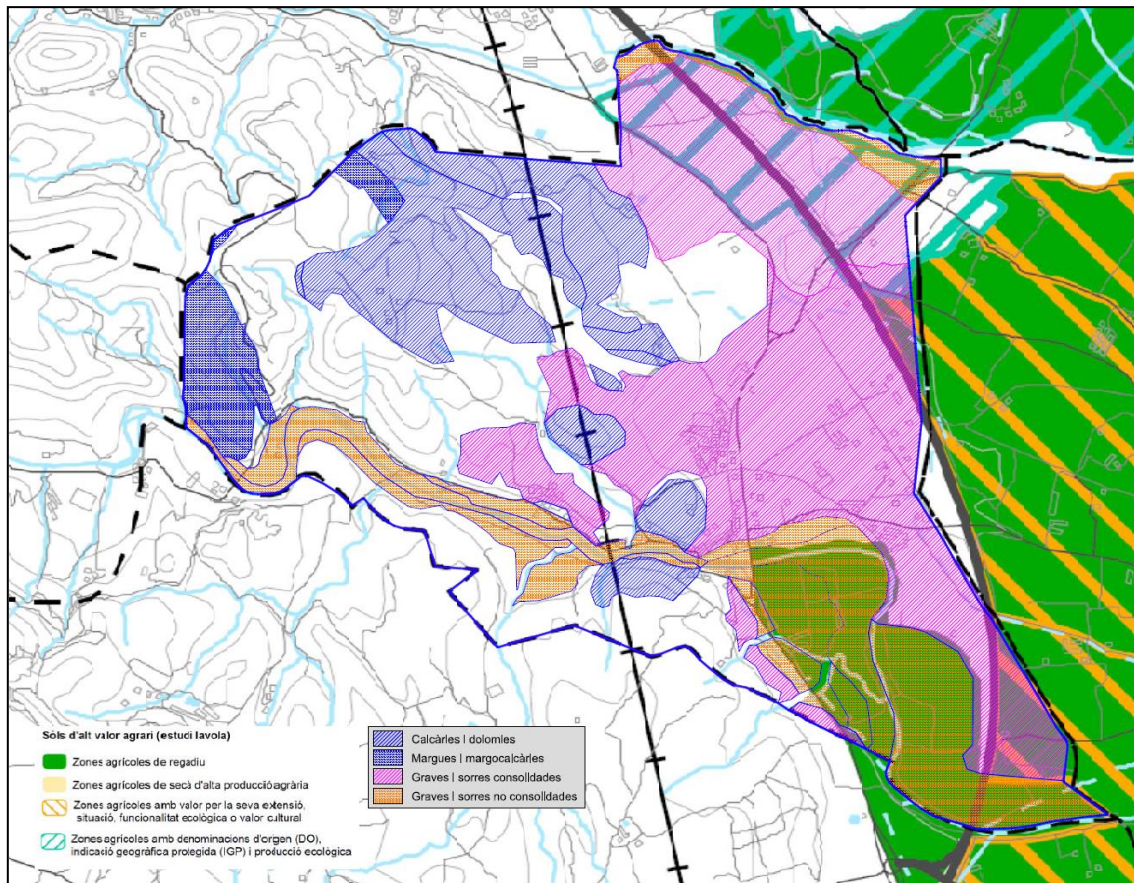 Sòls d'alt valor agrari (estudi lavola)
Zones agrícoles de regadiu
Zones agrícoles de secà d'alta producció agrària
Zones agrícoles amb valor per la seva extensió,
situació, funcionalitat ecològica o valor cultural
Zones agrícoles amb denominacions d'origen (DO),
indicació geogràfica protegida (IGP) i producció ecològica
Calcàries I dolomies
Margues I margocalcàries
Graves I sorres consolidades
Graves I sorres no consolidades